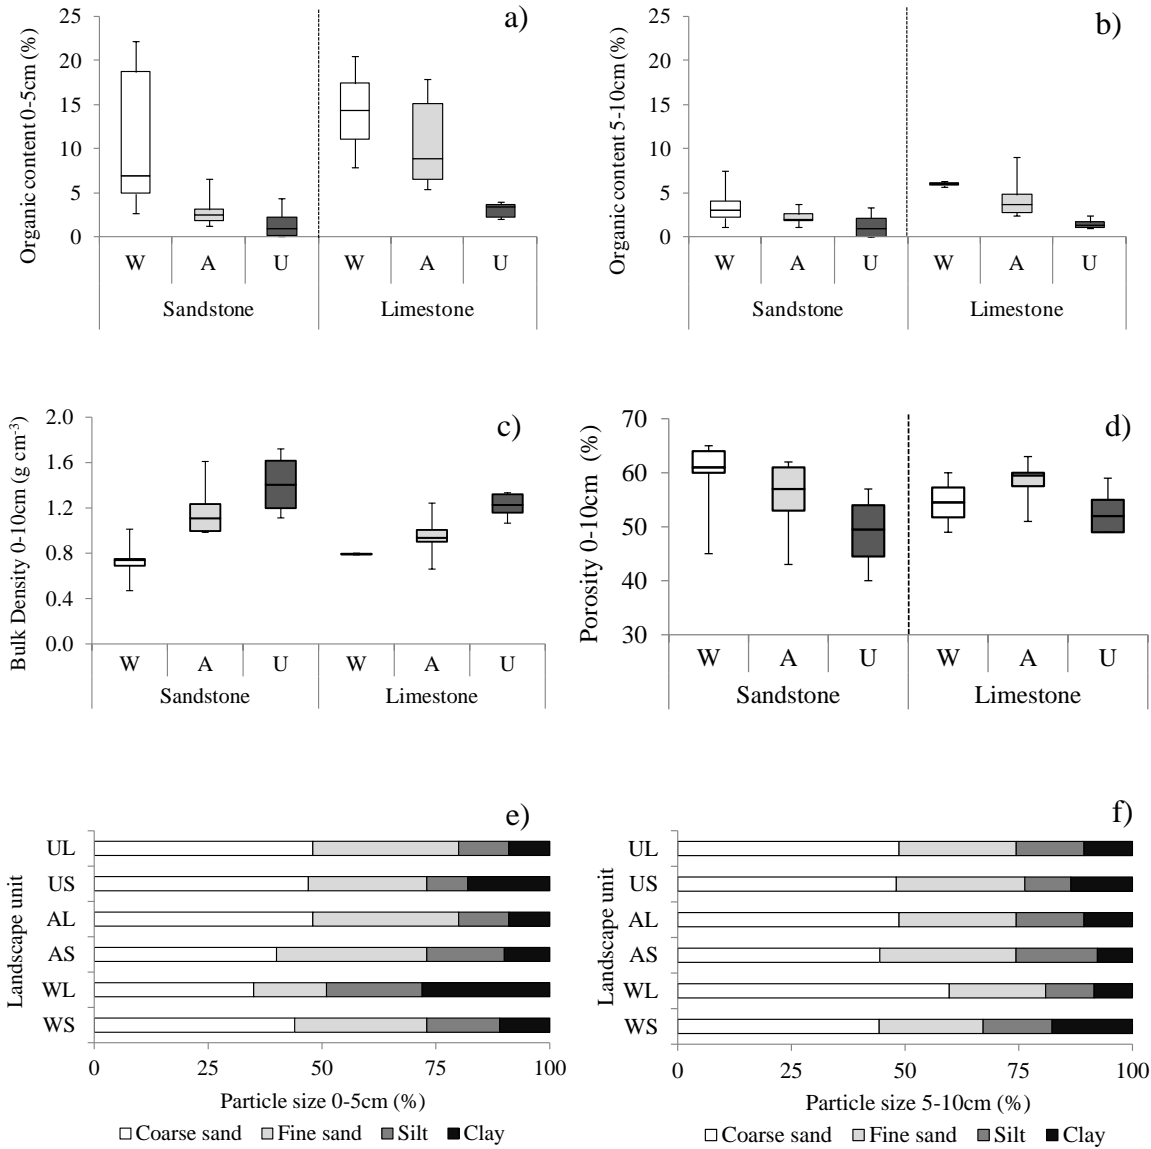 a)
Organic content 0-5cm (%)
25
20
15
10
5
0
W A U W A U
Sandstone Limestone
b)
Organic content 5-10cm (%)
25
20
15
10
5
0
W A U W A U
Sandstone Limestone
c)
Bulk Density 0-10cm (g cm-3)
2.0
1.6
1.2
0.8
0.4
0.0
W A U W A U
Sandstone Limestone
d)
Porosity 0-10cm (%)
70
60
50
40
30
W A U W A U
Sandstone Limestone
e)
Landscape unit
UL
US
AL
AS
WL
WS
0 25 50 75 100
Particle size 0-5cm (%)
Coarse sand Fine sand Silt Clay
f)
Landscape unit
UL
US
AL
AS
WL
WS
0 25 50 75 100
Particle size 5-10cm (%)
Coarse sand Fine sand Silt Clay